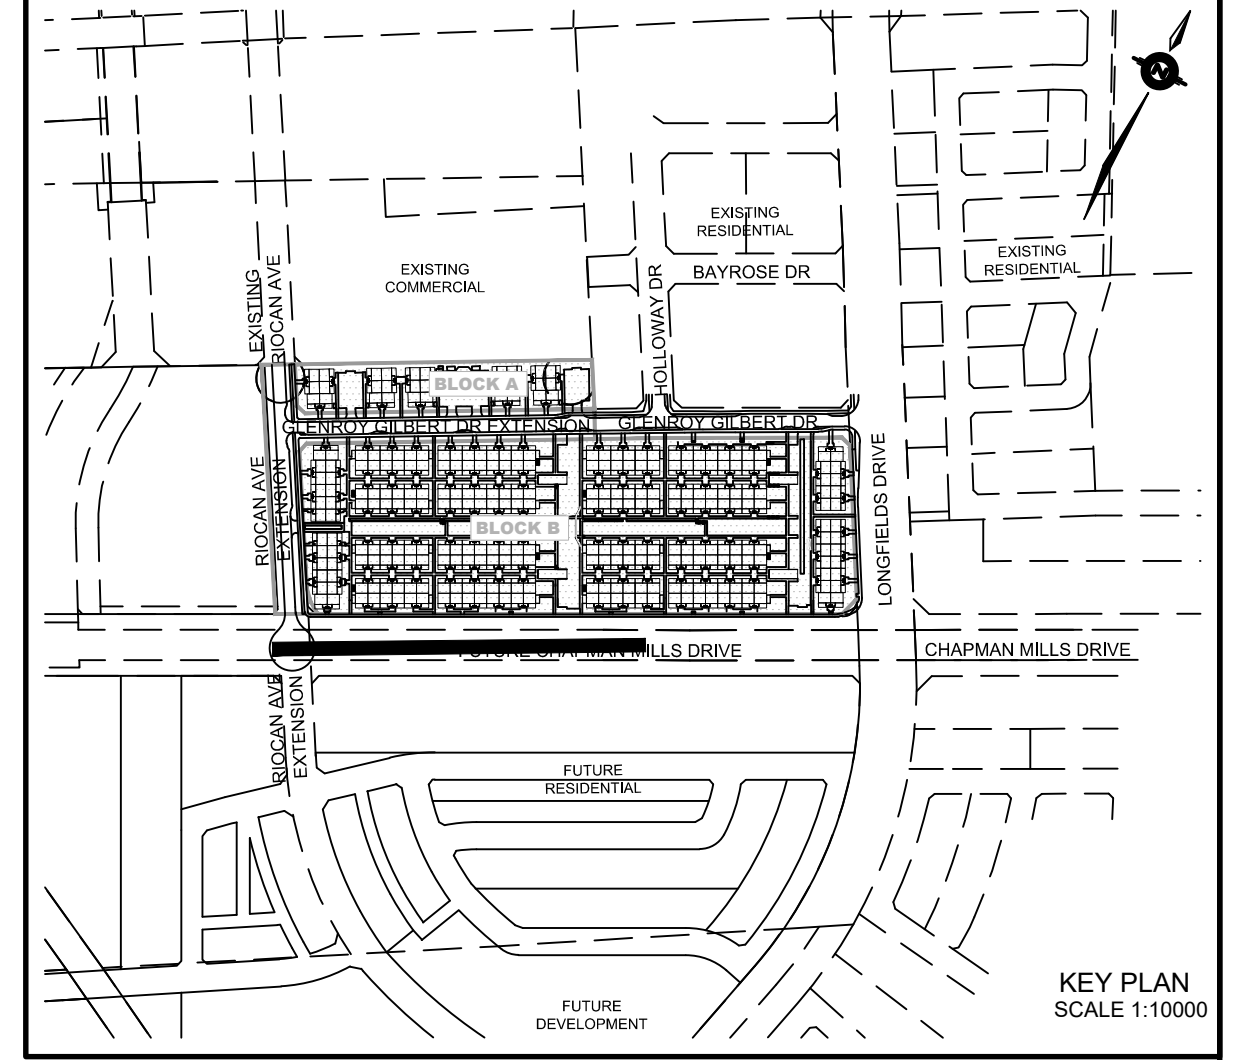 N
EXISTING
RESIDENTIAL
EXISTING
RESIDENTIAL
EXISTING
COMMERCIAL
BAYROSE DR
EXISTING
RIOCAN AVE
HOLLOWAY DR
BLOCK A
GLENROY GILBERT DR EXTENSION
GLENROY GILBERT DR
RIOCAN AVE
EXTENSION
BLOCK B
LONGFIELDS DRIVE
FUTURE CHAPMAN MILLS DRIVE
CHAPMAN MILLS DRIVE
RIOCAN AVE
EXTENSION
FUTURE
RESIDENTIAL
FUTURE
DEVELOPMENT
KEY PLAN
SCALE 1:10000